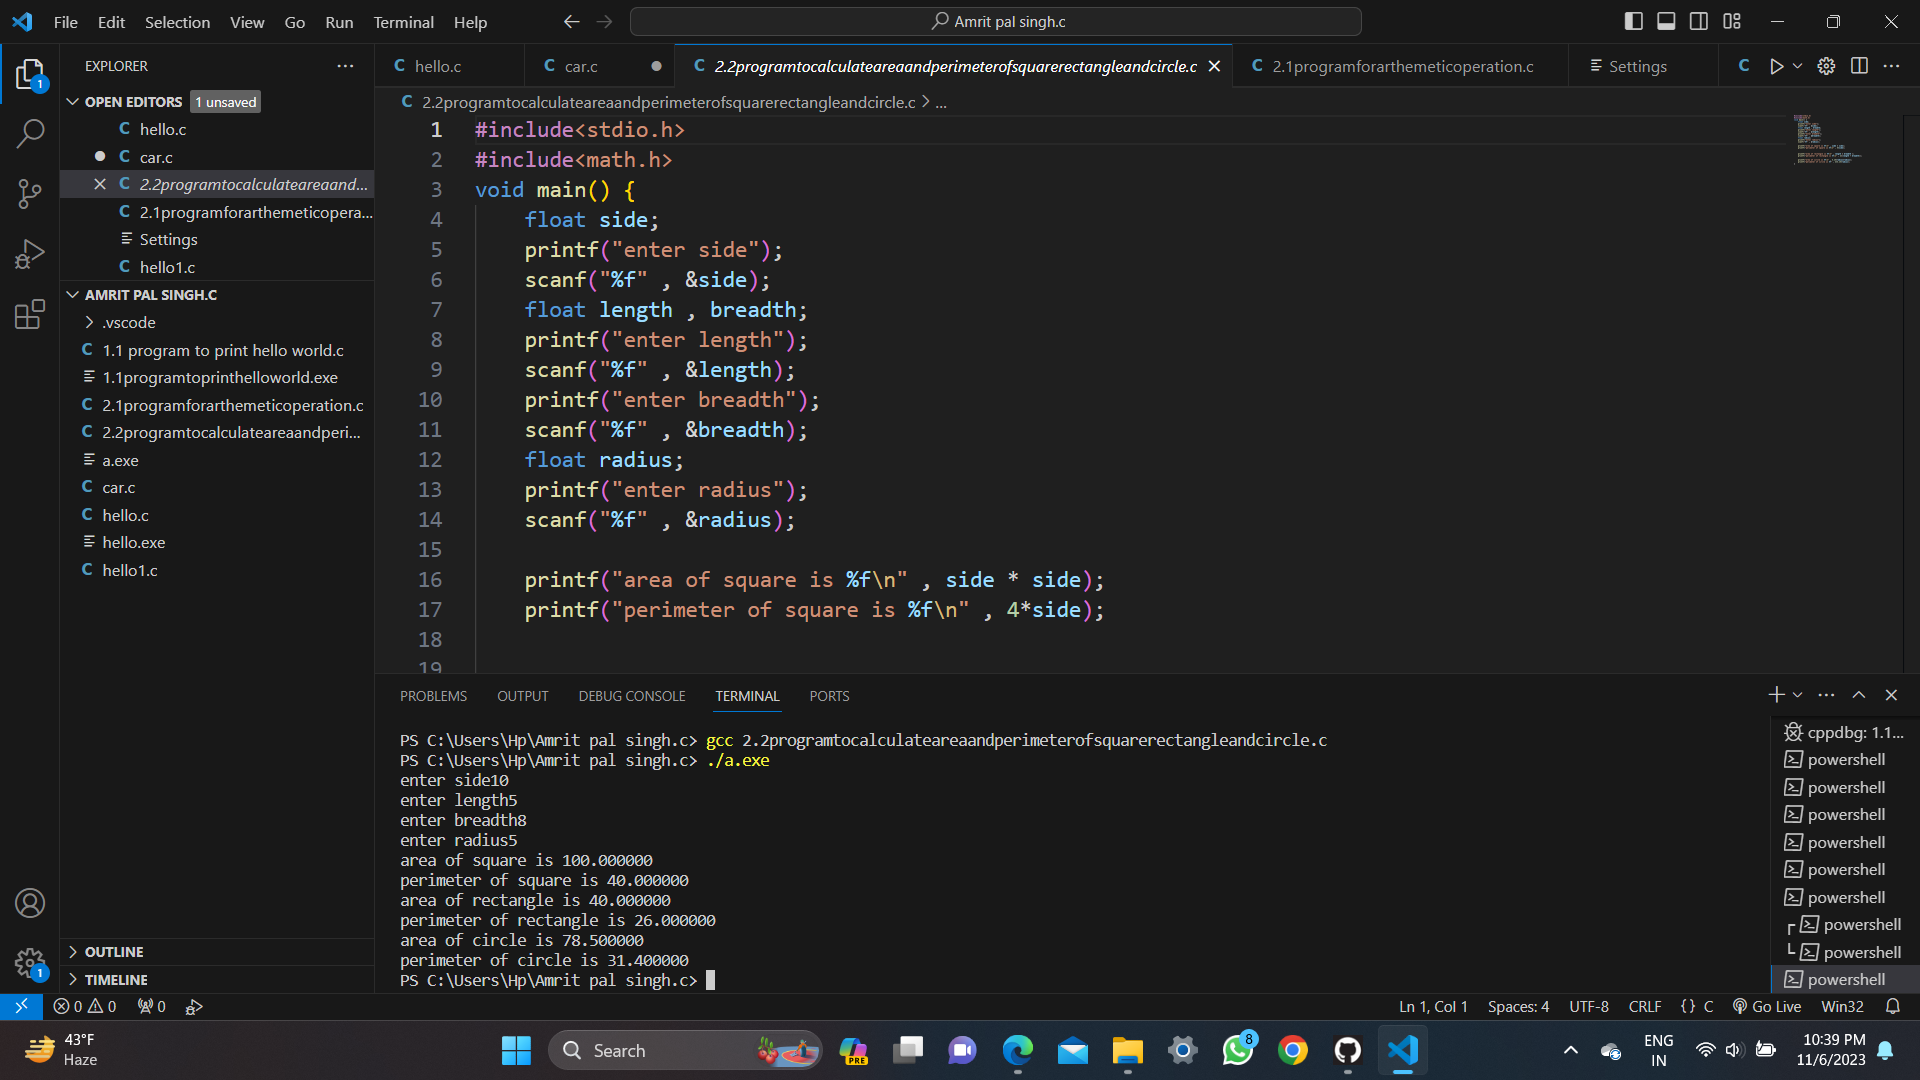 File Edit Selection View Go Run Terminal Help
Amrit pal singh.c
EXPLORER
hello.c
car.c
2.2programtocalculateareaandperimeterofsquarerectangleandcircle.c
2.1programforarthemeticoperation.c
Settings
OPEN EDITORS 1 unsaved
hello.c
car.c
2.2programtocalculateareaand...
2.1programforarthemeticopera...
Settings
hello1.c
AMRIT PAL SINGH.C
.vscode
1.1 program to print hello world.c
1.1programtoprinthelloworld.exe
2.1programforarthemeticoperation.c
2.2programtocalculateareaandperi...
a.exe
car.c
hello.c
hello.exe
hello1.c
OUTLINE
TIMELINE
2.2programtocalculateareaandperimeterofsquarerectangleandcircle.c > ...
1 #include<stdio.h>
2 #include<math.h>
3 void main() {
4 float side;
5 printf("enter side");
6 scanf("%f" , &side);
7 float length , breadth;
8 printf("enter length");
9 scanf("%f" , &length);
10 printf("enter breadth");
11 scanf("%f" , &breadth);
12 float radius;
13 printf("enter radius");
14 scanf("%f" , &radius);
15
16 printf("area of square is %f\n" , side * side);
17 printf("perimeter of square is %f\n" , 4*side);
18
19
PROBLEMS OUTPUT DEBUG CONSOLE TERMINAL PORTS
PS C:\Users\Hp\Amrit pal singh.c> gcc 2.2programtocalculateareaandperimeterofsquarerectangleandcircle.c
PS C:\Users\Hp\Amrit pal singh.c> ./a.exe
enter side10
enter length5
enter breadth8
enter radius5
area of square is 100.000000
perimeter of square is 40.000000
area of rectangle is 40.000000
perimeter of rectangle is 26.000000
area of circle is 78.500000
perimeter of circle is 31.400000
PS C:\Users\Hp\Amrit pal singh.c>
cppdbg: 1.1...
powershell
powershell
powershell
powershell
powershell
powershell
powershell
powershell
powershell
0 0 0
Ln 1, Col 1 Spaces: 4 UTF-8 CRLF {} C Go Live Win32
43°F
Haze
Search
PRE
8
ENG
IN
10:39 PM
11/6/2023